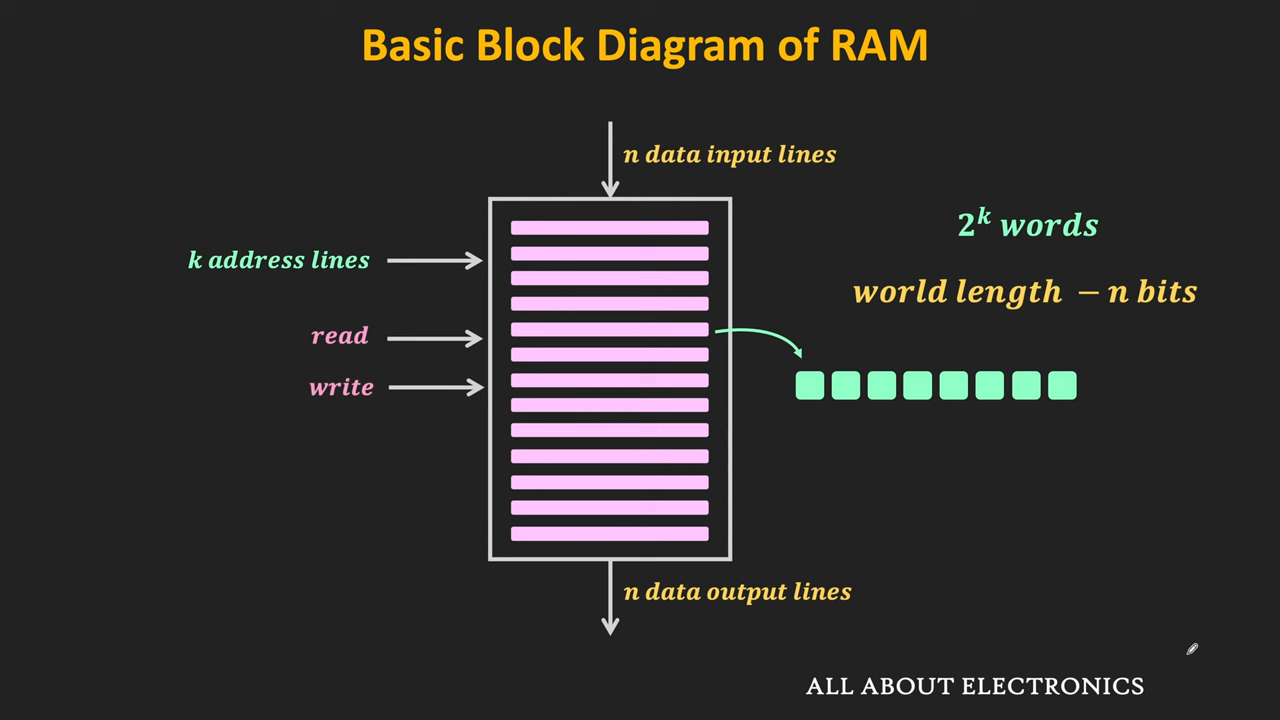 Basic Block Diagram of RAM
n data input lines
2^k words
k address lines
world length – n bits
read
write
n data output lines
ALL ABOUT ELECTRONICS